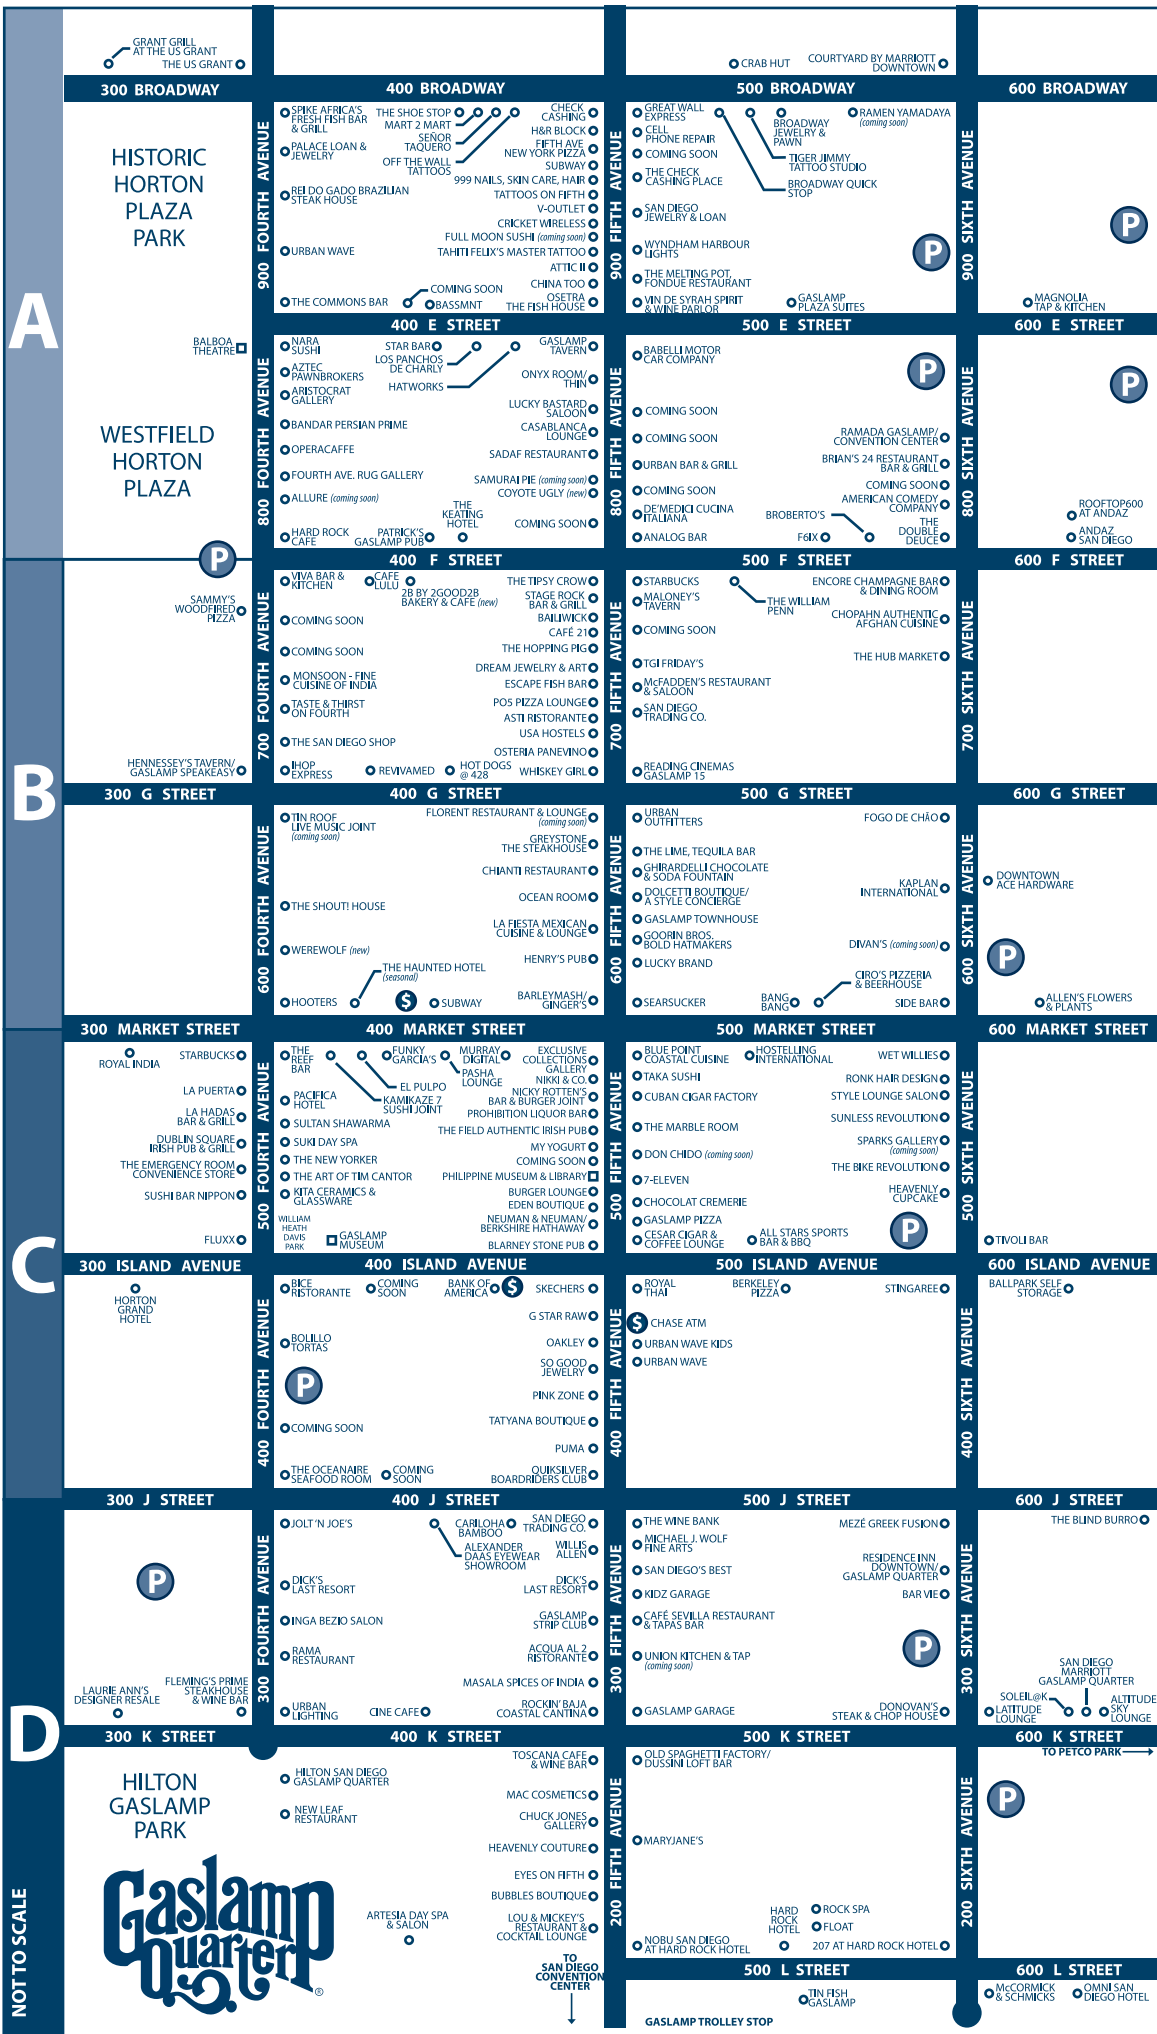 GRANT GRILL
AT THE US GRANT
THE US GRANT
CRAB HUT
COURTYARD BY MARRIOTT
DOWNTOWN
300 BROADWAY
400 BROADWAY
500 BROADWAY
600 BROADWAY
A
HISTORIC
HORTON
PLAZA
PARK
900 FOURTH AVENUE
SPIKE AFRICA'S
FRESH FISH BAR
& GRILL
PALACE LOAN &
JEWELRY
REI DO GADO BRAZILIAN
STEAK HOUSE
URBAN WAVE
THE COMMONS BAR
THE SHOE STOP
MART 2 MART
SEÑOR
TAQUERO
OFF THE WALL
TATTOOS
COMING SOON
BASSMNT
CHECK
CASHING
H&R BLOCK
FIFTH AVE
NEW YORK PIZZA
SUBWAY
999 NAILS, SKIN CARE, HAIR
TATTOOS ON FIFTH
V-OUTLET
CRICKET WIRELESS
FULL MOON SUSHI (coming soon)
TAHITI FELIX'S MASTER TATTOO
ATTIC II
CHINA TOO
OSETRA
THE FISH HOUSE
900 FIFTH AVENUE
GREAT WALL
EXPRESS
CELL
PHONE REPAIR
COMING SOON
THE CHECK
CASHING PLACE
SAN DIEGO
JEWELRY & LOAN
WYNDHAM HARBOUR
LIGHTS
THE MELTING POT,
FONDUE RESTAURANT
VIN DE SYRAH SPIRIT
& WINE PARLOR
BROADWAY
JEWELRY &
PAWN
TIGER JIMMY
TATTOO STUDIO
BROADWAY QUICK
STOP
RAMEN YAMADAYA
(coming soon)
P
GASLAMP
PLAZA SUITES
900 SIXTH AVENUE
P
MAGNOLIA
TAP & KITCHEN
400 E STREET
500 E STREET
600 E STREET
BALBOA
THEATRE
WESTFIELD
HORTON
PLAZA
800 FOURTH AVENUE
NARA
SUSHI
AZTEC
PAWNBROKERS
ARISTOCRAT
GALLERY
BANDAR PERSIAN PRIME
OPERACAFFE
FOURTH AVE. RUG GALLERY
ALLURE (coming soon)
HARD ROCK
CAFE
STAR BAR
LOS PANCHOS
DE CHARLY
HATWORKS
PATRICK'S
GASLAMP PUB
THE
KEATING
HOTEL
GASLAMP
TAVERN
ONYX ROOM/
THIN
LUCKY BASTARD
SALOON
CASABLANCA
LOUNGE
SADAF RESTAURANT
SAMURAI PIE (coming soon)
COYOTE UGLY (new)
COMING SOON
800 FIFTH AVENUE
BABELLI MOTOR
CAR COMPANY
COMING SOON
COMING SOON
URBAN BAR & GRILL
COMING SOON
DE'MEDICI CUCINA
ITALIANA
ANALOG BAR
P
RAMADA GASLAMP/
CONVENTION CENTER
BRIAN'S 24 RESTAURANT
BAR & GRILL
COMING SOON
AMERICAN COMEDY
COMPANY
BROBERTO'S
F6IX
THE
DOUBLE
DEUCE
800 SIXTH AVENUE
P
ROOFTOP600
AT ANDAZ
ANDAZ
SAN DIEGO
P
400 F STREET
500 F STREET
600 F STREET
B
SAMMY'S
WOODFIRED
PIZZA
HENNESSEY'S TAVERN/
GASLAMP SPEAKEASY
700 FOURTH AVENUE
VIVA BAR &
KITCHEN
CAFE
LULU
2B BY 2GOOD2B
BAKERY & CAFE (new)
COMING SOON
COMING SOON
MONSOON - FINE
CUISINE OF INDIA
TASTE & THIRST
ON FOURTH
THE SAN DIEGO SHOP
IHOP
EXPRESS
REVIVAMED
HOT DOGS
@ 428
THE TIPSY CROW
STAGE ROCK
BAR & GRILL
BAILIWICK
CAFÉ 21
THE HOPPING PIG
DREAM JEWELRY & ART
ESCAPE FISH BAR
PO5 PIZZA LOUNGE
ASTI RISTORANTE
USA HOSTELS
OSTERIA PANEVINO
WHISKEY GIRL
700 FIFTH AVENUE
STARBUCKS
MALONEY'S
TAVERN
COMING SOON
TGI FRIDAY'S
McFADDEN'S RESTAURANT
& SALOON
SAN DIEGO
TRADING CO.
READING CINEMAS
GASLAMP 15
THE WILLIAM
PENN
ENCORE CHAMPAGNE BAR
& DINING ROOM
CHOPAHN AUTHENTIC
AFGHAN CUISINE
THE HUB MARKET
700 SIXTH AVENUE
300 G STREET
400 G STREET
500 G STREET
600 G STREET
600 FOURTH AVENUE
TIN ROOF
LIVE MUSIC JOINT
(coming soon)
THE SHOUT! HOUSE
WEREWOLF (new)
THE HAUNTED HOTEL
(seasonal)
HOOTERS
$
SUBWAY
FLORENT RESTAURANT & LOUNGE
(coming soon)
GREYSTONE
THE STEAKHOUSE
CHIANTI RESTAURANT
OCEAN ROOM
LA FIESTA MEXICAN
CUISINE & LOUNGE
HENRY'S PUB
BARLEYMASH/
GINGER'S
600 FIFTH AVENUE
URBAN
OUTFITTERS
THE LIME, TEQUILA BAR
GHIRARDELLI CHOCOLATE
& SODA FOUNTAIN
DOLCETTI BOUTIQUE/
A STYLE CONCIERGE
GASLAMP TOWNHOUSE
GOORIN BROS.
BOLD HATMAKERS
LUCKY BRAND
SEARSUCKER
FOGO DE CHÃO
KAPLAN
INTERNATIONAL
DIVAN'S (coming soon)
CIRO'S PIZZERIA
& BEERHOUSE
BANG
BANG
SIDE BAR
600 SIXTH AVENUE
DOWNTOWN
ACE HARDWARE
P
ALLEN'S FLOWERS
& PLANTS
300 MARKET STREET
400 MARKET STREET
500 MARKET STREET
600 MARKET STREET
C
ROYAL INDIA
STARBUCKS
LA PUERTA
LA HADAS
BAR & GRILL
DUBLIN SQUARE
IRISH PUB & GRILL
THE EMERGENCY ROOM
CONVENIENCE STORE
SUSHI BAR NIPPON
FLUXX
500 FOURTH AVENUE
THE
REEF
BAR
FUNKY
GARCIA'S
MURRAY
DIGITAL
PASHA
LOUNGE
EL PULPO
KAMIKAZE 7
SUSHI JOINT
PACIFICA
HOTEL
SULTAN SHAWARMA
SUKI DAY SPA
THE NEW YORKER
THE ART OF TIM CANTOR
KITA CERAMICS &
GLASSWARE
WILLIAM
HEATH
DAVIS
PARK
GASLAMP
MUSEUM
EXCLUSIVE
COLLECTIONS
GALLERY
NIKKI & CO.
NICKY ROTTEN'S
BAR & BURGER JOINT
PROHIBITION LIQUOR BAR
THE FIELD AUTHENTIC IRISH PUB
MY YOGURT
COMING SOON
PHILIPPINE MUSEUM & LIBRARY
BURGER LOUNGE
EDEN BOUTIQUE
NEUMAN & NEUMAN/
BERKSHIRE HATHAWAY
BLARNEY STONE PUB
500 FIFTH AVENUE
BLUE POINT
COASTAL CUISINE
HOSTELLING
INTERNATIONAL
TAKA SUSHI
CUBAN CIGAR FACTORY
THE MARBLE ROOM
DON CHIDO (coming soon)
7-ELEVEN
CHOCOLAT CREMERIE
GASLAMP PIZZA
CESAR CIGAR &
COFFEE LOUNGE
ALL STARS SPORTS
BAR & BBQ
WET WILLIES
RONK HAIR DESIGN
STYLE LOUNGE SALON
SUNLESS REVOLUTION
SPARKS GALLERY
(coming soon)
THE BIKE REVOLUTION
HEAVENLY
CUPCAKE
P
500 SIXTH AVENUE
TIVOLI BAR
300 ISLAND AVENUE
400 ISLAND AVENUE
500 ISLAND AVENUE
600 ISLAND AVENUE
HORTON
GRAND
HOTEL
400 FOURTH AVENUE
BICE
RISTORANTE
COMING
SOON
BANK OF
AMERICA
$
BOLILLO
TORTAS
P
COMING SOON
THE OCEANAIRE
SEAFOOD ROOM
COMING
SOON
SKECHERS
G STAR RAW
OAKLEY
SO GOOD
JEWELRY
PINK ZONE
TATYANA BOUTIQUE
PUMA
QUIKSILVER
BOARDRIDERS CLUB
400 FIFTH AVENUE
ROYAL
THAI
BERKELEY
PIZZA
STINGAREE
$
CHASE ATM
URBAN WAVE KIDS
URBAN WAVE
400 SIXTH AVENUE
BALLPARK SELF
STORAGE
300 J STREET
400 J STREET
500 J STREET
600 J STREET
D
P
LAURIE ANN'S
DESIGNER RESALE
FLEMING'S PRIME
STEAKHOUSE
& WINE BAR
300 FOURTH AVENUE
JOLT 'N JOE'S
CARILOHA
BAMBOO
ALEXANDER
DAAS EYEWEAR
SHOWROOM
DICK'S
LAST RESORT
INGA BEZIO SALON
RAMA
RESTAURANT
URBAN
LIGHTING
CINE CAFE
SAN DIEGO
TRADING CO.
WILLIS
ALLEN
DICK'S
LAST RESORT
GASLAMP
STRIP CLUB
ACQUA AL 2
RISTORANTE
MASALA SPICES OF INDIA
ROCKIN' BAJA
COASTAL CANTINA
300 FIFTH AVENUE
THE WINE BANK
MICHAEL J. WOLF
FINE ARTS
SAN DIEGO'S BEST
KIDZ GARAGE
CAFÉ SEVILLA RESTAURANT
& TAPAS BAR
UNION KITCHEN & TAP
(coming soon)
GASLAMP GARAGE
MEZÉ GREEK FUSION
RESIDENCE INN
DOWNTOWN/
GASLAMP QUARTER
BAR VIE
P
DONOVAN'S
STEAK & CHOP HOUSE
300 SIXTH AVENUE
THE BLIND BURRO
SAN DIEGO
MARRIOTT
GASLAMP QUARTER
SOLEIL@K
LATITUDE
LOUNGE
ALTITUDE
SKY
LOUNGE
300 K STREET
400 K STREET
500 K STREET
600 K STREET
TO PETCO PARK
HILTON
GASLAMP
PARK
Gaslamp
Quarter
®
HILTON SAN DIEGO
GASLAMP QUARTER
NEW LEAF
RESTAURANT
ARTESIA DAY SPA
& SALON
TOSCANA CAFE
& WINE BAR
MAC COSMETICS
CHUCK JONES
GALLERY
HEAVENLY COUTURE
EYES ON FIFTH
BUBBLES BOUTIQUE
LOU & MICKEY'S
RESTAURANT &
COCKTAIL LOUNGE
TO
SAN DIEGO
CONVENTION
CENTER
200 FIFTH AVENUE
OLD SPAGHETTI FACTORY/
DUSSINI LOFT BAR
MARYJANE'S
HARD
ROCK
HOTEL
ROCK SPA
FLOAT
NOBU SAN DIEGO
AT HARD ROCK HOTEL
207 AT HARD ROCK HOTEL
200 SIXTH AVENUE
P
500 L STREET
600 L STREET
TIN FISH
GASLAMP
McCORMICK
& SCHMICKS
OMNI SAN
DIEGO HOTEL
GASLAMP TROLLEY STOP
NOT TO SCALE